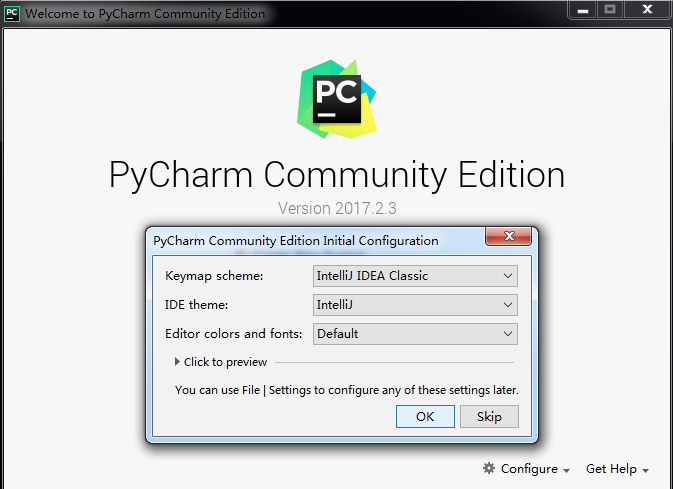 PC Welcome to PyCharm Community Edition
PC
PyCharm Community Edition
Version 2017.2.3
PyCharm Community Edition Initial Configuration
Keymap scheme: IntelliJ IDEA Classic
IDE theme: IntelliJ
Editor colors and fonts: Default
Click to preview
You can use File | Settings to configure any of these settings later.
OK Skip
Configure Get Help